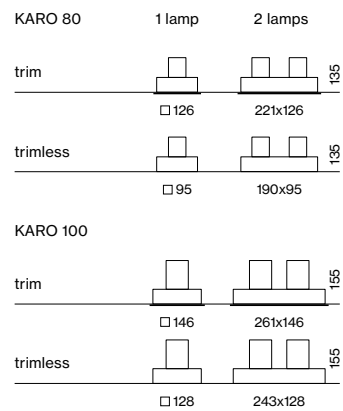 KARO 80 1 lamp 2 lamps
trim 135
□ 126 221x126
trimless 135
□ 95 190x95
KARO 100
trim 155
□ 146 261x146
trimless 155
□ 128 243x128